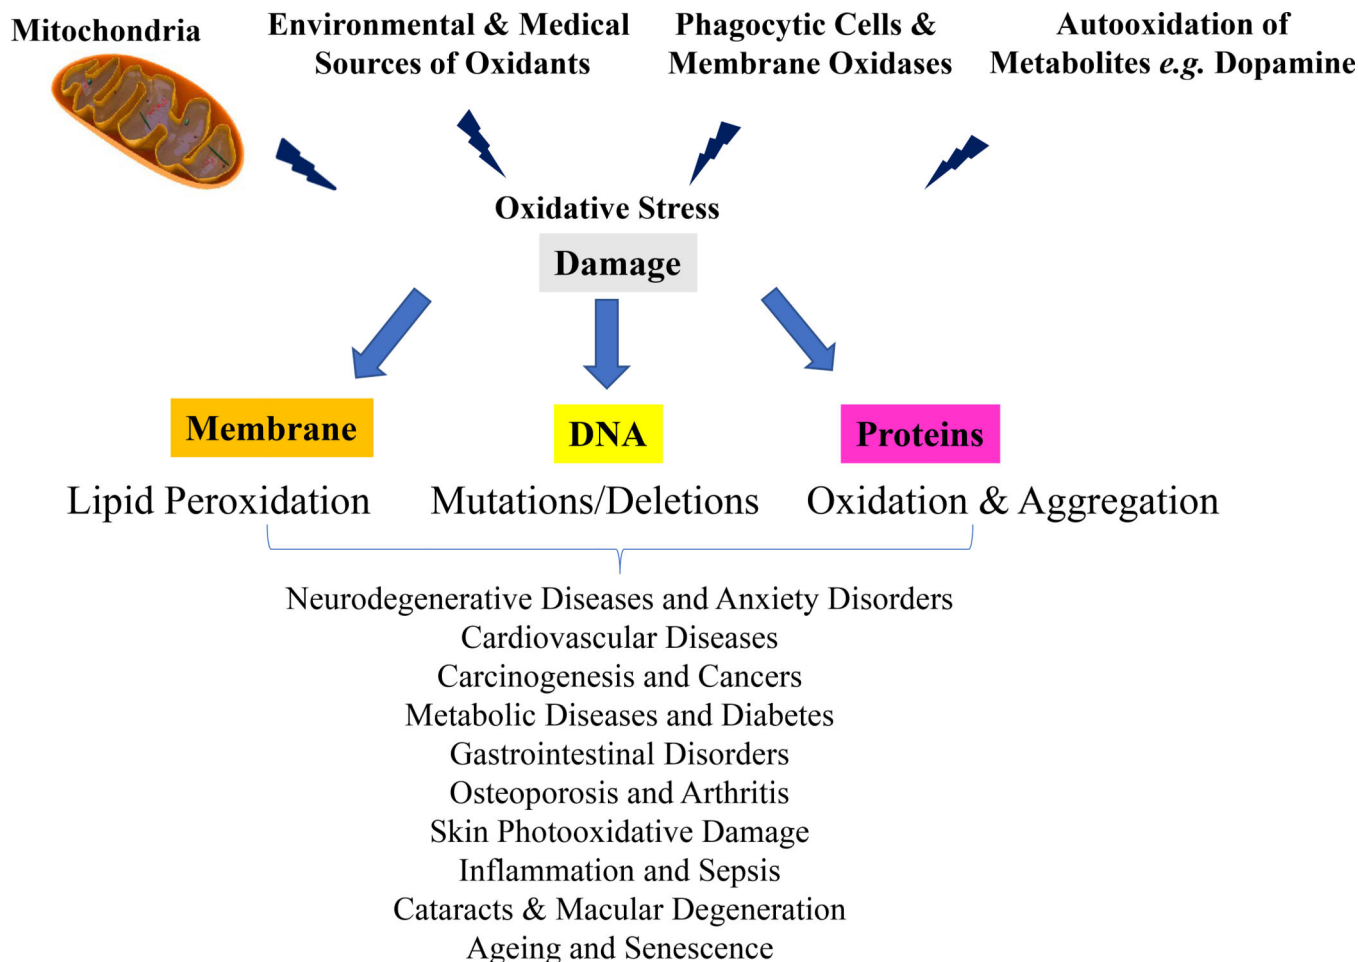 Mitochondria
Environmental & Medical
Sources of Oxidants
Phagocytic Cells &
Membrane Oxidases
Autooxidation of
Metabolites e.g. Dopamine
Oxidative Stress
Damage
Membrane
DNA
Proteins
Lipid Peroxidation
Mutations/Deletions
Oxidation & Aggregation
Neurodegenerative Diseases and Anxiety Disorders
Cardiovascular Diseases
Carcinogenesis and Cancers
Metabolic Diseases and Diabetes
Gastrointestinal Disorders
Osteoporosis and Arthritis
Skin Photooxidative Damage
Inflammation and Sepsis
Cataracts & Macular Degeneration
Ageing and Senescence